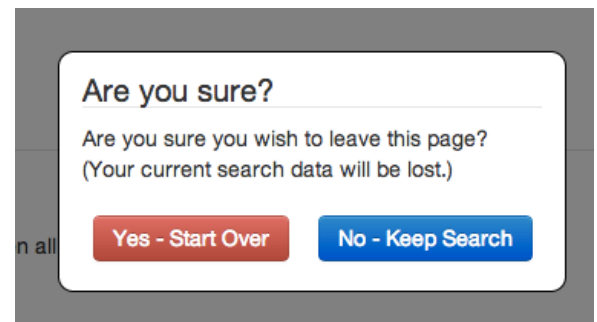 Are you sure?
Are you sure you wish to leave this page?
(Your current search data will be lost.)
n all
Yes - Start Over No - Keep Search